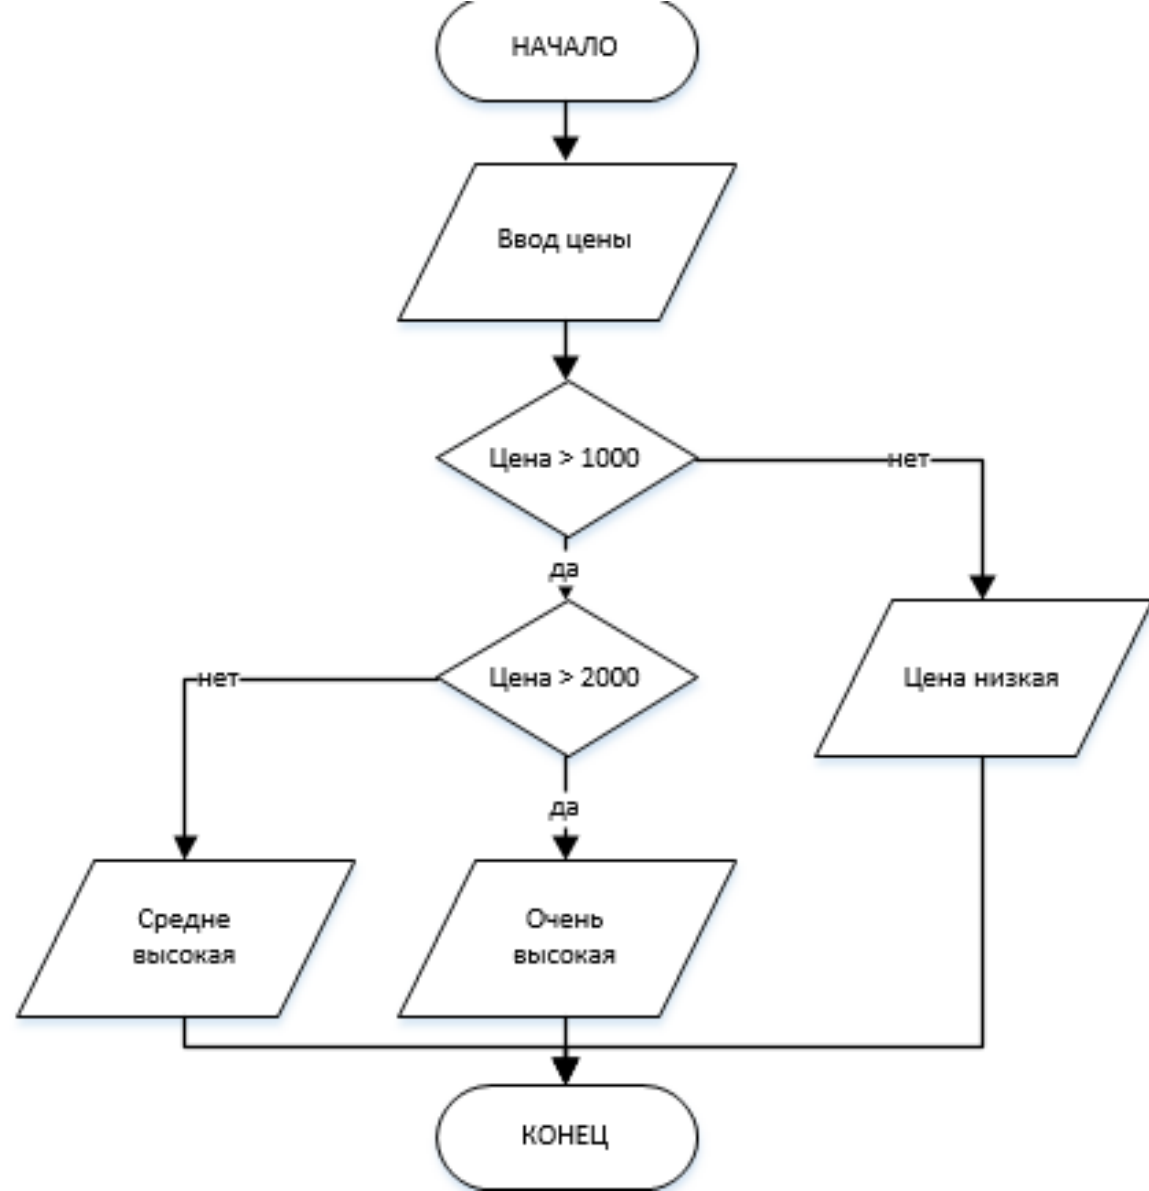 НАЧАЛО
Ввод цены
Цена > 1000
нет
да
нет
Цена > 2000
Цена низкая
да
Средне
высокая
Очень
высокая
КОНЕЦ